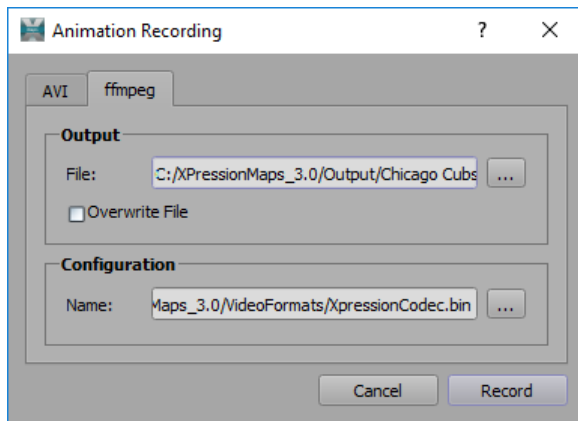 Animation Recording ? ×
AVI ffmpeg
Output
File: C:/XPressionMaps_3.0/Output/Chicago Cubs ...
Overwrite File
Configuration
Name: Maps_3.0/VideoFormats/XpressionCodec.bin ...
Cancel Record